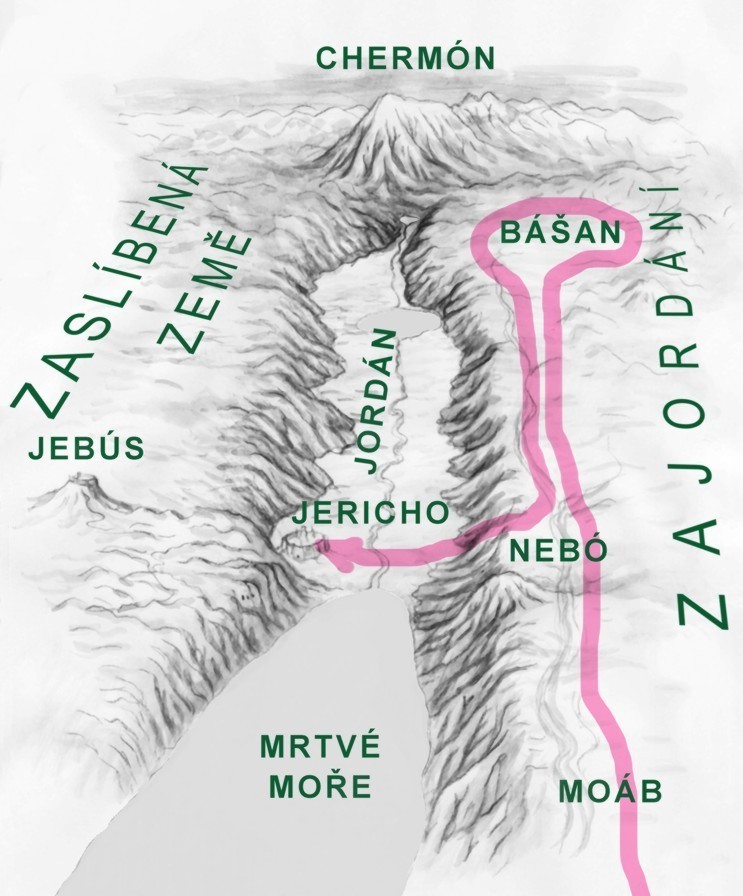 CHERMÓN
ZASLÍBENÁ
ZEMĚ
BÁŠAN
ZAJORDÁNÍ
JORDÁN
JEBÚS
JERICHO
NEBÓ
MRTVÉ
MOŘE
MOÁB